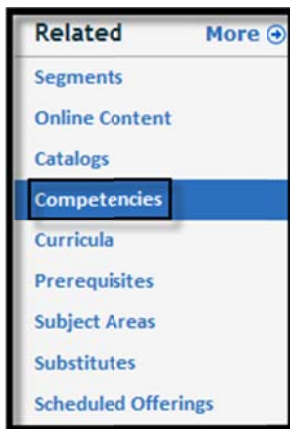 Related More
Segments
Online Content
Catalogs
Competencies
Curricula
Prerequisites
Subject Areas
Substitutes
Scheduled Offerings